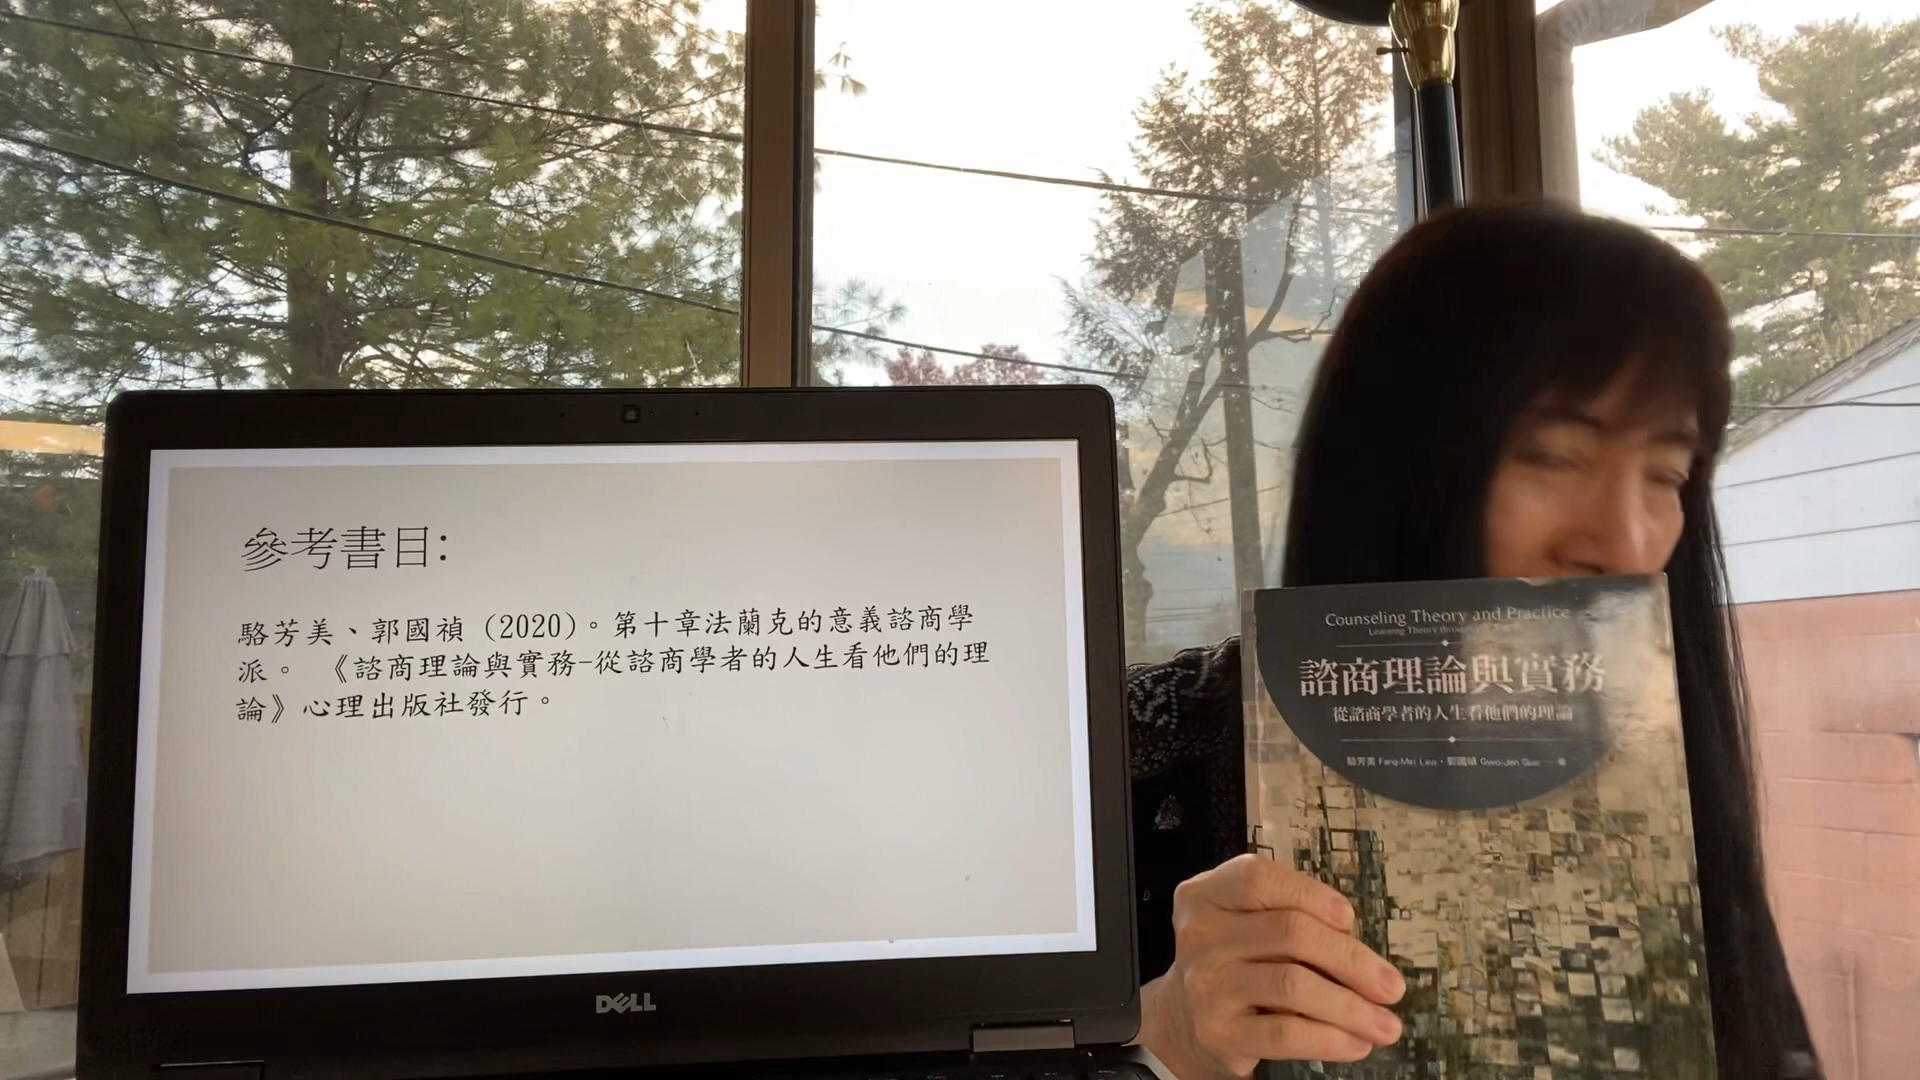 參考書目:
駱芳美、郭國禎 (2020)。第十章法蘭克的意義諮商學
派。 《諮商理論與實務-從諮商學者的人生看他們的理
論》心理出版社發行。
DELL
Counseling Theory and Practice
Learning Theory through
諮商理論與實務
從諮商學者的人生看他們的理論
駱芳美 Fang-Mei Law・郭國禎 Gwo-Jen Guo